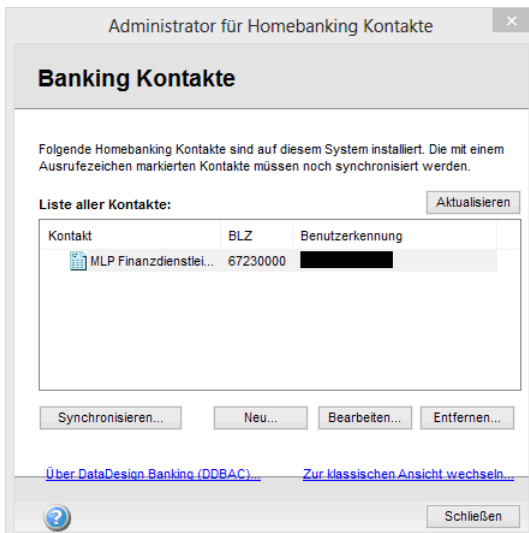 Administrator für Homebanking Kontakte
Banking Kontakte
Folgende Homebanking Kontakte sind auf diesem System installiert. Die mit einem
Ausrufezeichen markierten Kontakte müssen noch synchronisiert werden.
Liste aller Kontakte:
Aktualisieren
Kontakt BLZ Benutzerkennung
MLP Finanzdienstlei... 67230000
Synchronisieren... Neu... Bearbeiten... Entfernen...
Über DataDesign Banking (DDBAC)... Zur klassischen Ansicht wechseln...
Schließen